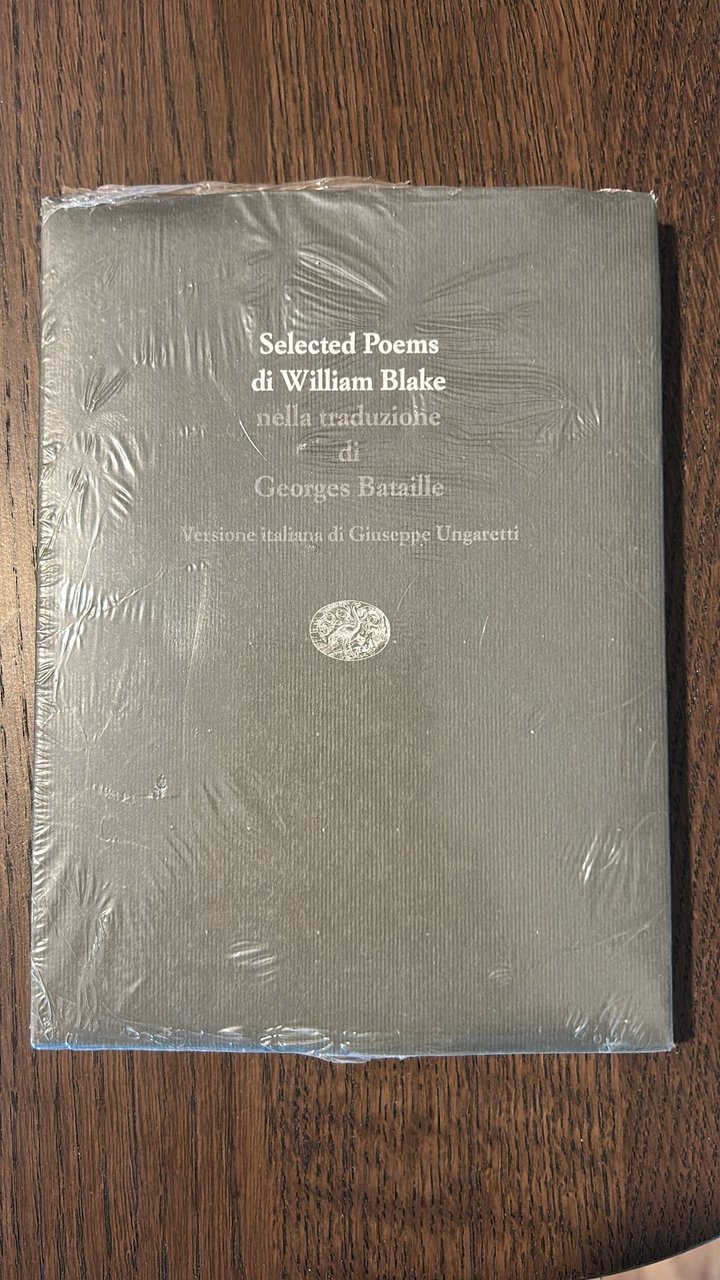 Selected Poems
di William Blake
nella traduzione
di
Georges Bataille
Versione italiana di Giuseppe Ungaretti